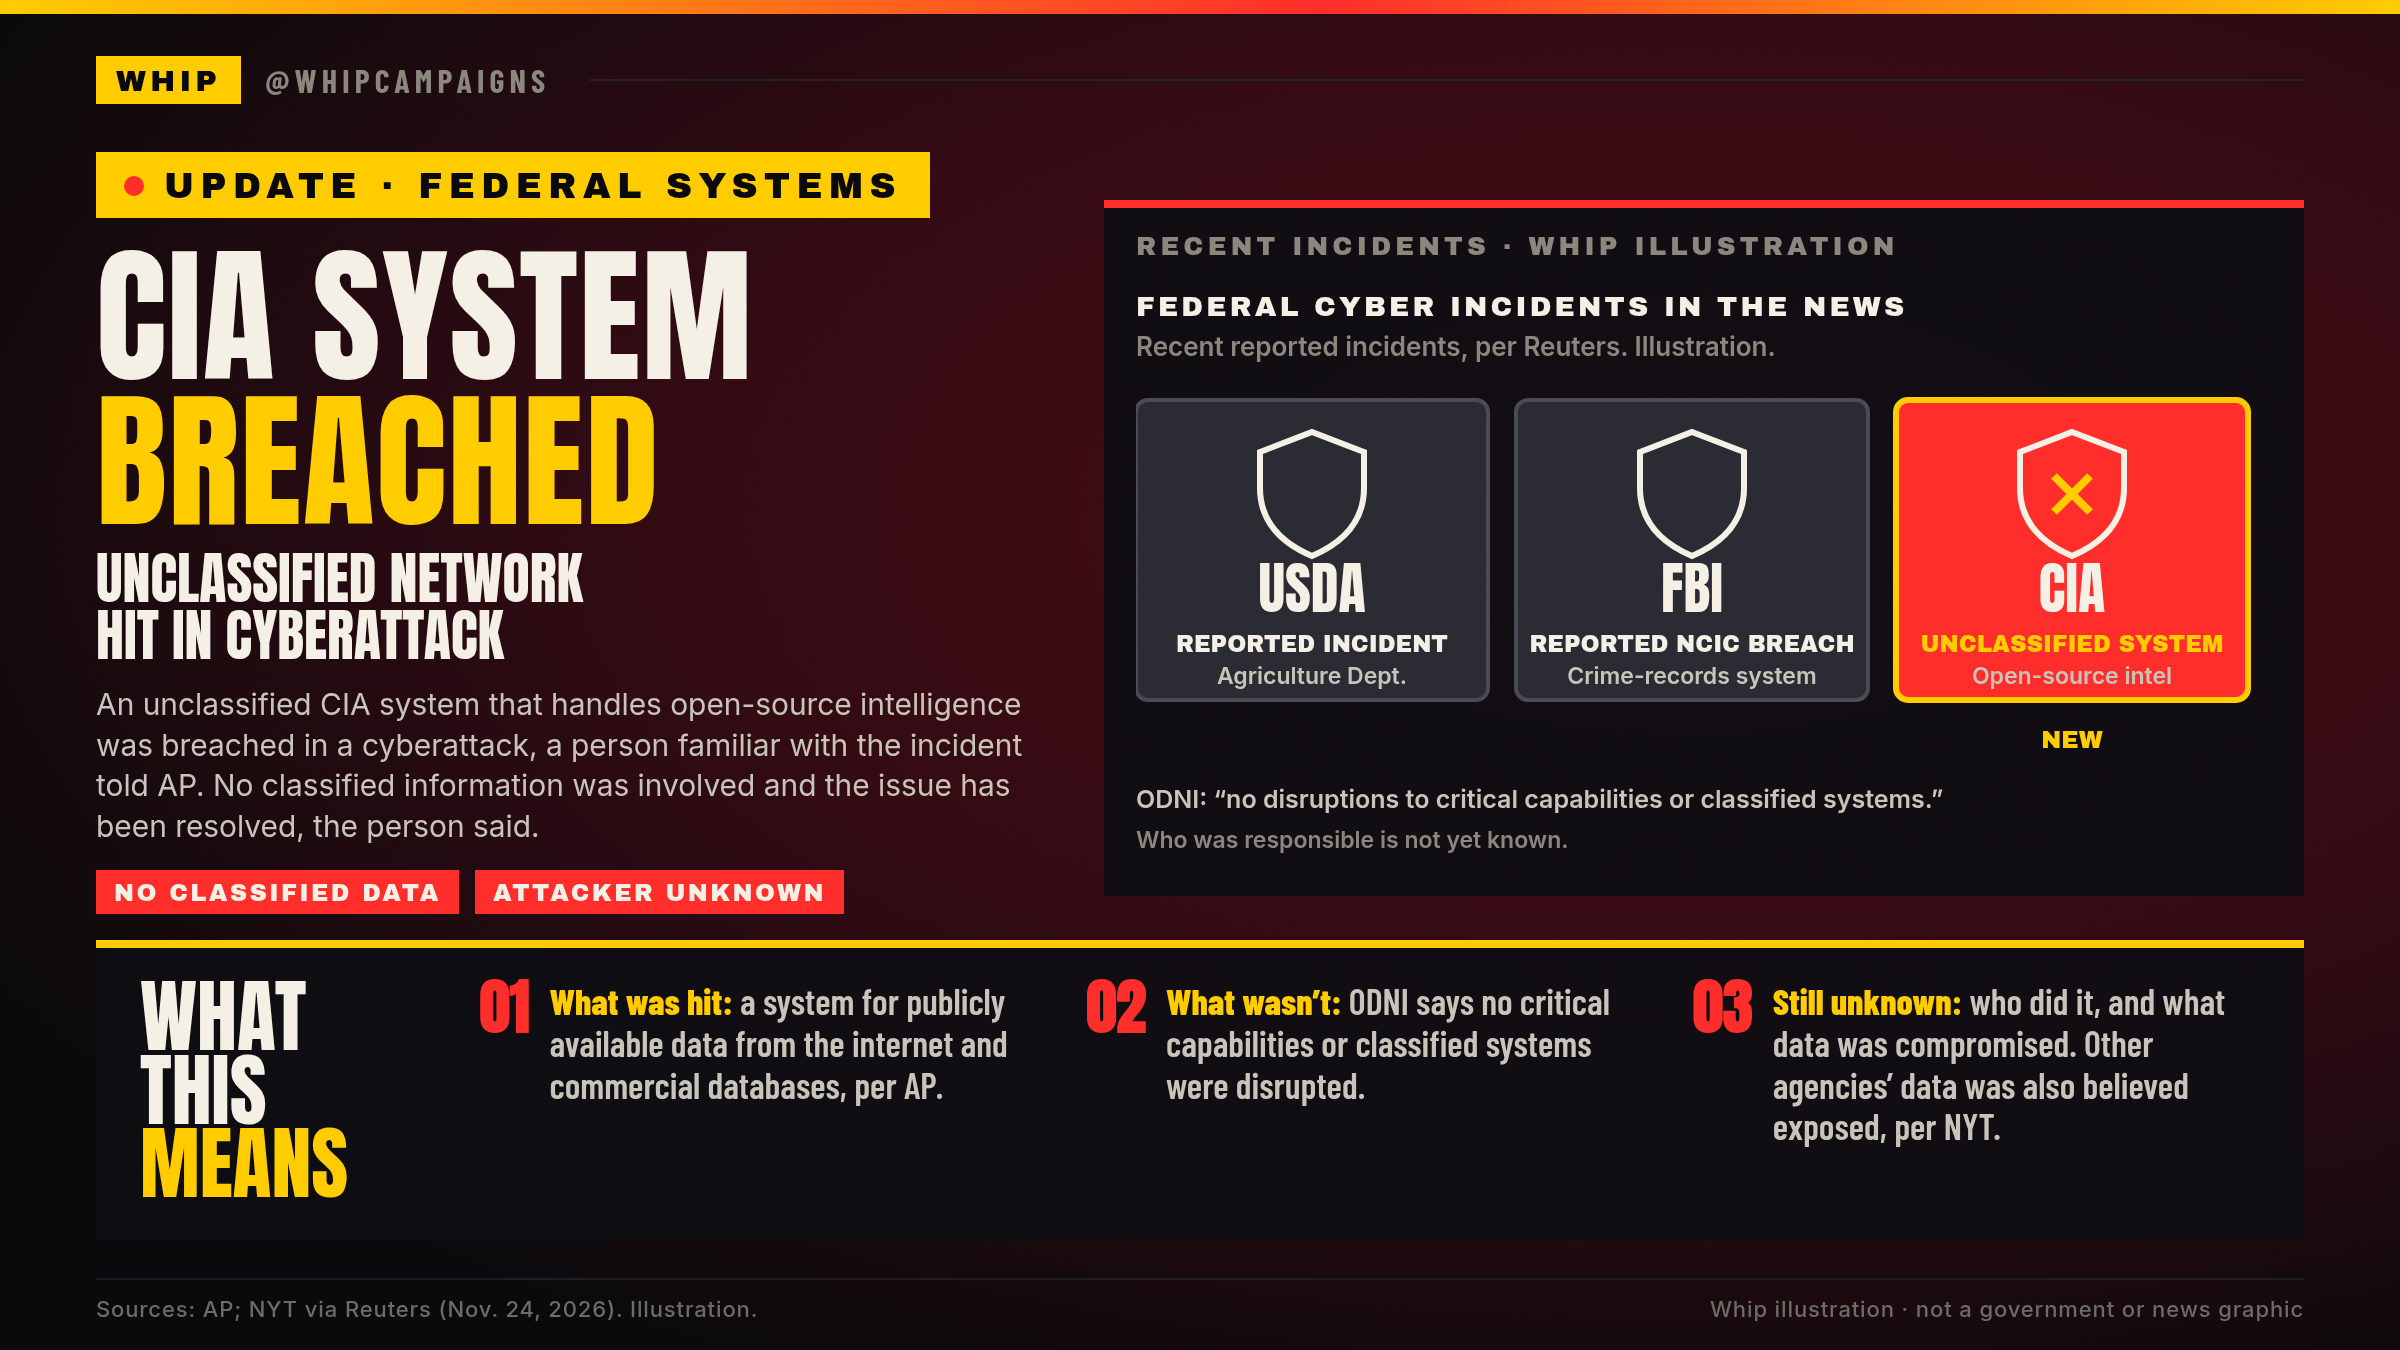 WHIP @WHIPCAMPAIGNS
UPDATE · FEDERAL SYSTEMS
CIA SYSTEM
BREACHED
UNCLASSIFIED NETWORK
HIT IN CYBERATTACK
An unclassified CIA system that handles open-source intelligence
was breached in a cyberattack, a person familiar with the incident
told AP. No classified information was involved and the issue has
been resolved, the person said.
NO CLASSIFIED DATA
ATTACKER UNKNOWN
RECENT INCIDENTS · WHIP ILLUSTRATION
FEDERAL CYBER INCIDENTS IN THE NEWS
Recent reported incidents, per Reuters. Illustration.
USDA
REPORTED INCIDENT
Agriculture Dept.
FBI
REPORTED NCIC BREACH
Crime-records system
CIA
UNCLASSIFIED SYSTEM
Open-source intel
NEW
ODNI: “no disruptions to critical capabilities or classified systems.”
Who was responsible is not yet known.
WHAT
THIS
MEANS
01 What was hit: a system for publicly
available data from the internet and
commercial databases, per AP.
02 What wasn’t: ODNI says no critical
capabilities or classified systems
were disrupted.
03 Still unknown: who did it, and what
data was compromised. Other
agencies’ data was also believed
exposed, per NYT.
Sources: AP; NYT via Reuters (Nov. 24, 2026). Illustration.
Whip illustration · not a government or news graphic